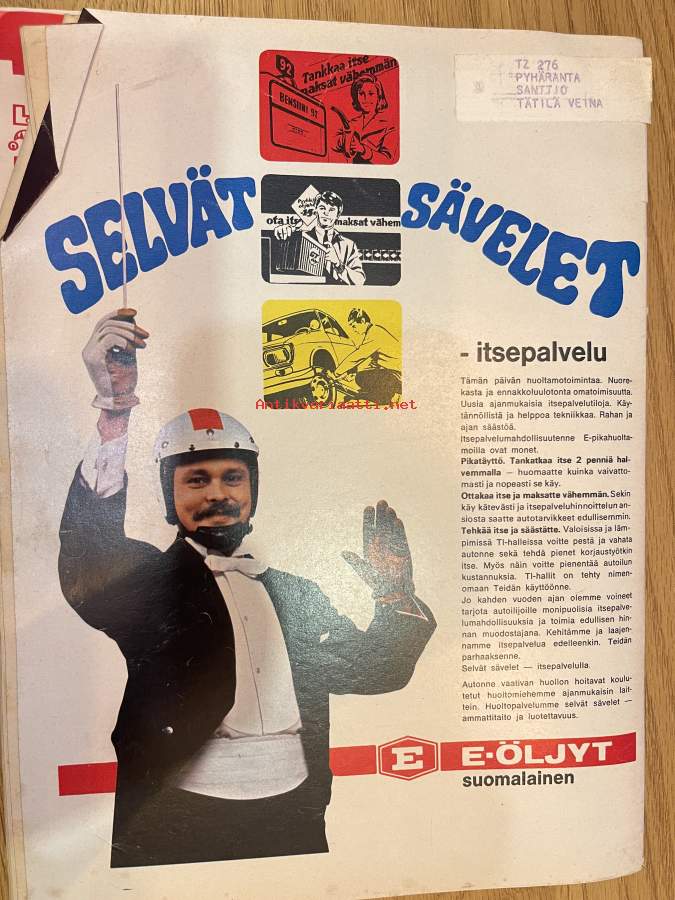 TZ 276
PYHÄRANTA
SANTTIO
TÄTILÄ VEINA
92
Tankkaa itse
maksat vähemmän
BENSIINI 92
SELVÄT
SÄVELET
ota its
maksat vähem
- itsepalvelu
Tämän päivän huoltamotoimintaa. Nuorek-
kasta ja ennakkoluulotonta omatoimisuutta.
Uusia ajanmukaisia itsepalvelutiloja. Käy-
tännöllistä ja helppoa tekniikkaa. Rahan ja
ajan säästöä.
Itsepalvelumahdollisuutenne E-pikahuolta-
moilla ovat monet.
Pikatäyttö. Tankatkaa itse 2 penniä hal-
vemmalla — huomaatte kuinka vaivatto-
masti ja nopeasti se käy.
Ottakaa itse ja maksatte vähemmän. Sekin
käy kätevästi ja itsepalveluhinnoittelun an-
siosta saatte autotarvikkeet edullisemmin.
Tehkää itse ja säästätte. Valoisissa ja läm-
pimissä TI-halleissa voitte pestä ja vahata
autonne sekä tehdä pienet korjaustyötkin
itse. Myös näin voitte pienentää autoilun
kustannuksia. TI-hallit on tehty nimen-
omaan Teidän käyttöönne.
Jo kahden vuoden ajan olemme voineet
tarjota autoilijoille monipuolisia itsepalve-
lumahdollisuuksia ja toimia edullisen hin-
nan muodostajana. Kehitämme ja laajen-
namme itsepalvelua edelleenkin. Teidän
parhaaksenne.
Selvät sävelet — itsepalvelulla.
Autonne vaativan huollon hoitavat koulu-
tetut huoltomiehemme ajanmukaisin lait-
tein. Huoltopalvelumme selvät sävelet —
ammattitaito ja luotettavuus.
Antikvariaatti.net
E E-ÖLJYT
suomalainen